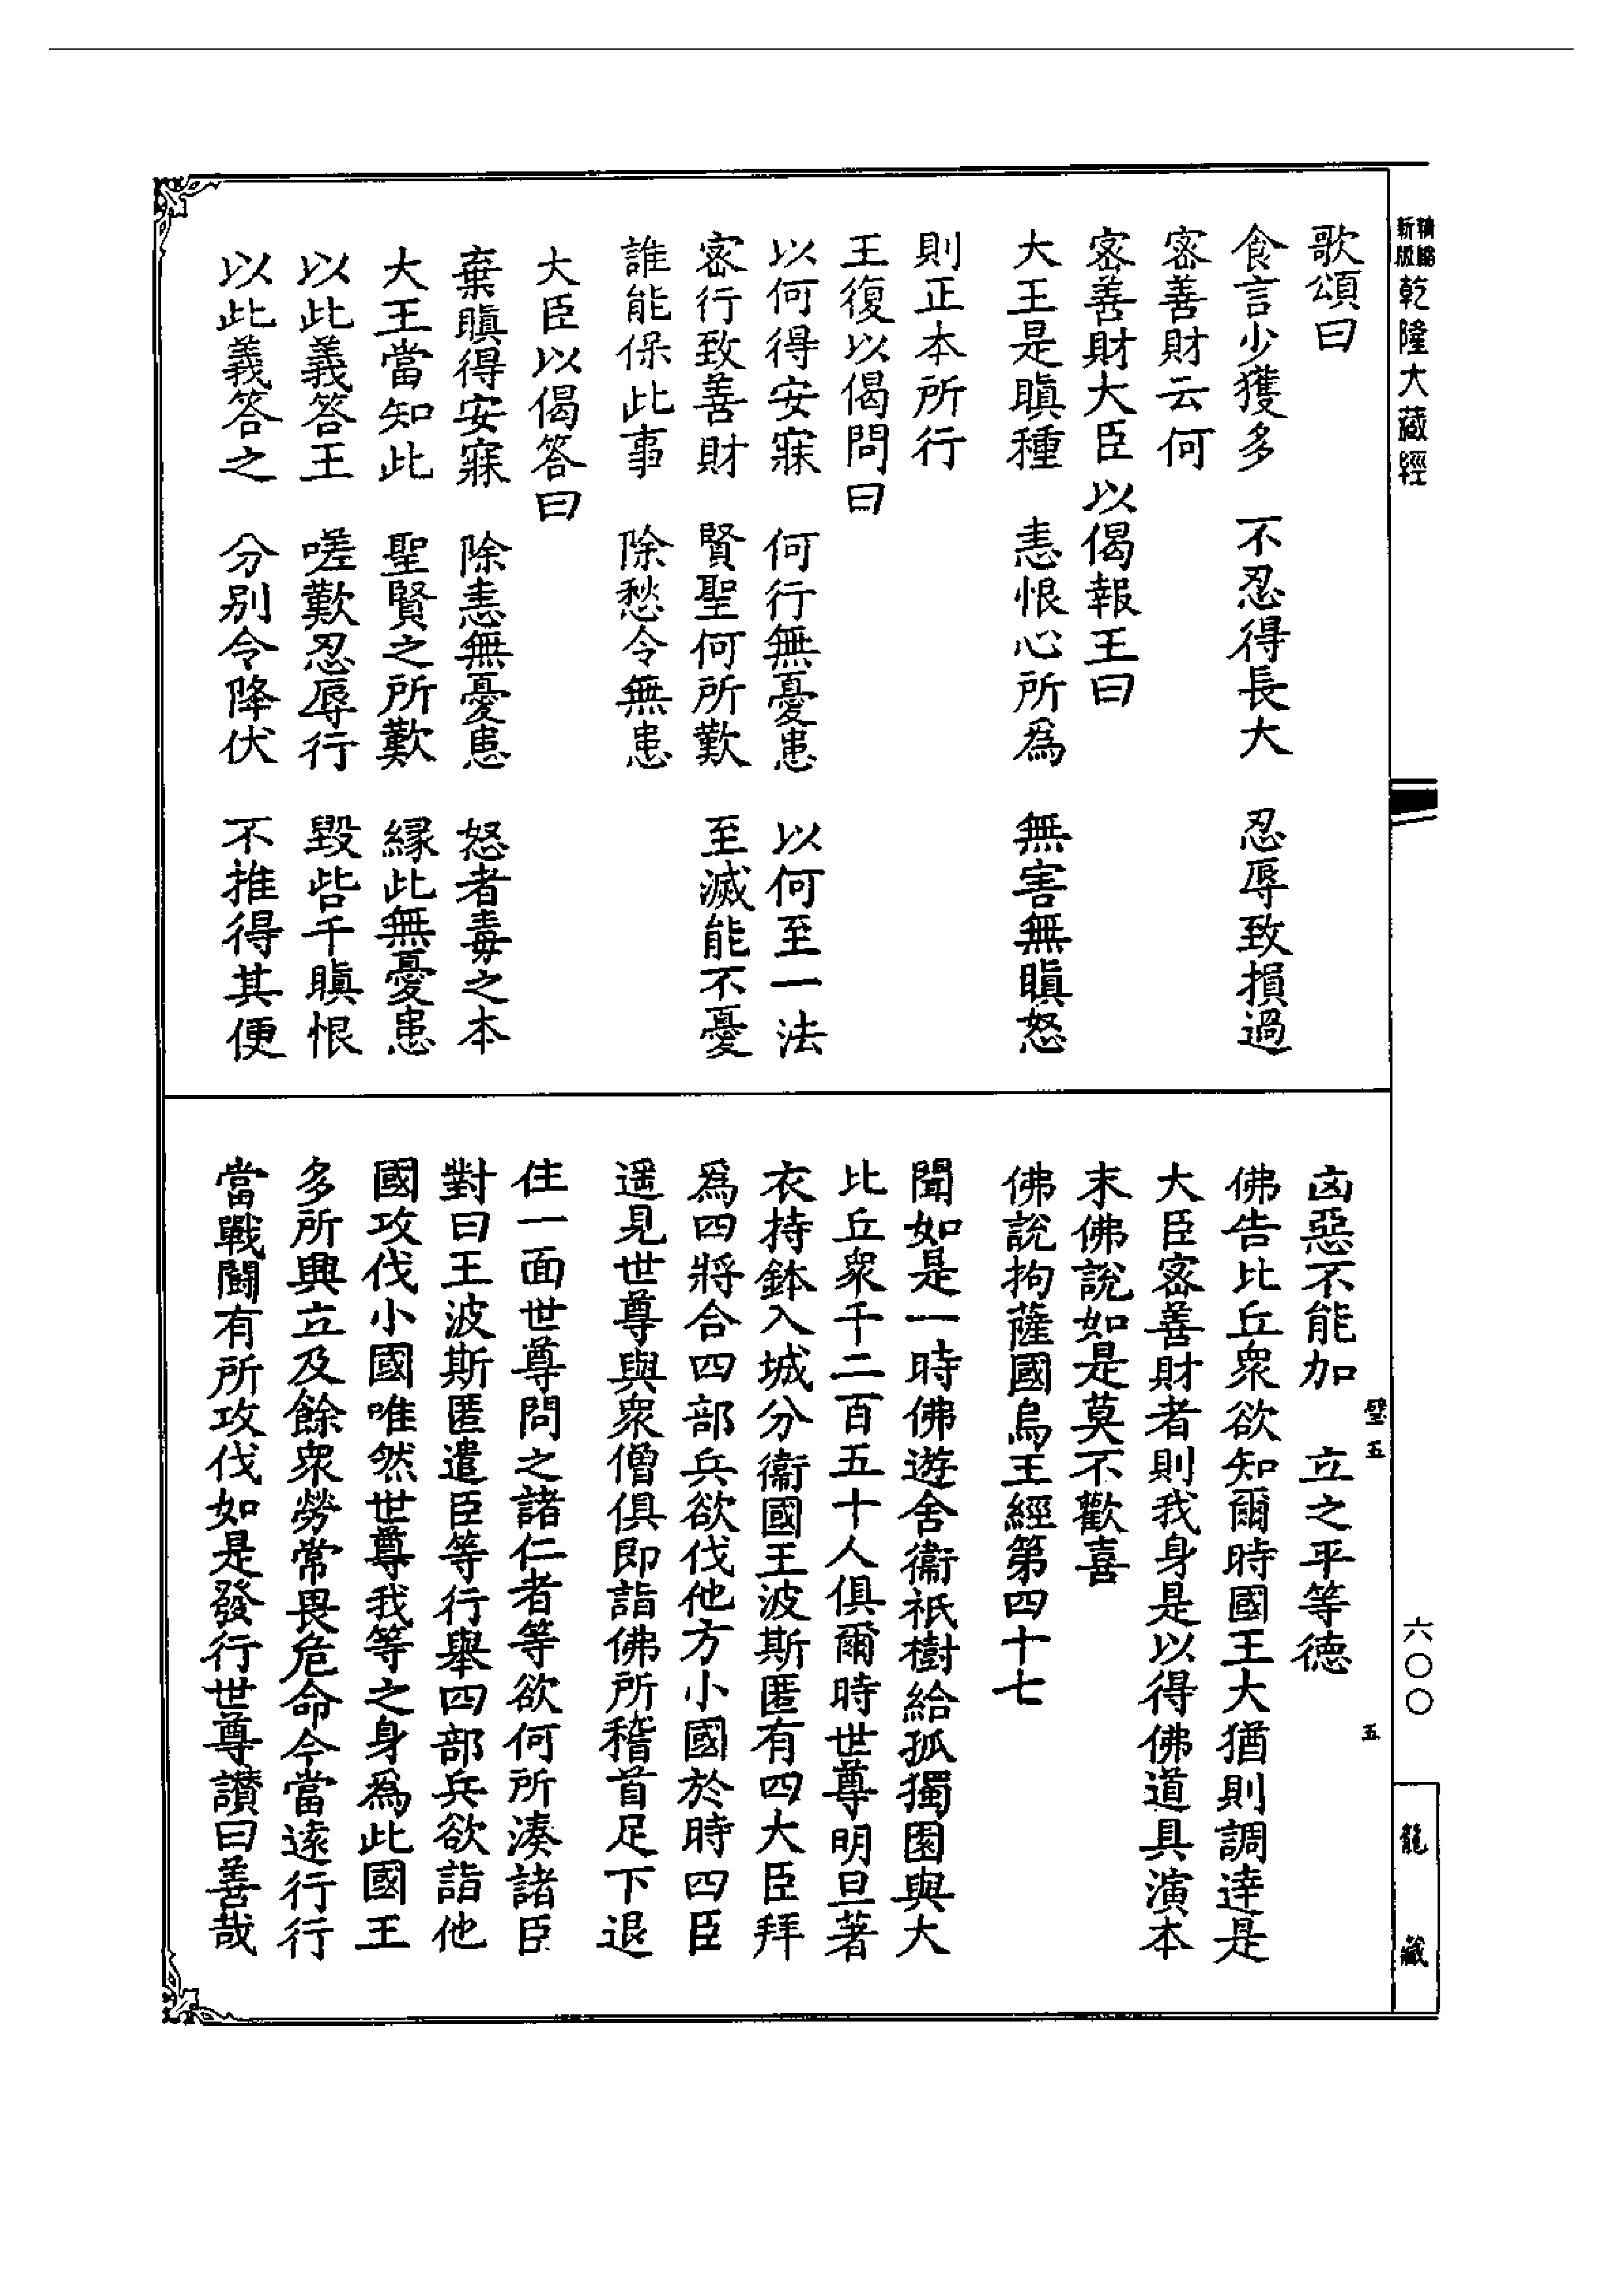 新版 精縮 乾隆大藏經
歌頌曰
食言少獲多　不忍得長大　忍辱致損過
密善財云何
密善財大臣以偈報王曰
大王是瞋種　恚恨心所為　無害無瞋怒
則正本所行
王復以偈問曰
以何得安寐　何行無憂患　以何至一法
密行致善財　賢聖何所歎　至滅能不憂
誰能保此事　除愁令無患
大臣以偈答曰
棄瞋得安寐　除恚無憂患　怒者毒之本
大王當知此　聖賢之所歎　緣此無憂患
以此義答王　嗟歎忍辱行　毀呰千瞋恨
以此義答之　分別令降伏　不推得其便
凶惡不能加　立之平等德
佛告比丘眾欲知爾時國王大猶則調達是
大臣密善財者則我身是以得佛道具演本
末佛說如是莫不歡喜
佛說拘薩國烏王經第四十七
聞如是一時佛遊舍衞祇樹給孤獨園與大
比丘眾千二百五十人俱爾時世尊明旦著
衣持鉢入城分衞國王波斯匿有四大臣拜
為四將合四部兵欲伐他方小國於時四臣
遥見世尊與眾僧俱即詣佛所稽首足下退
住一面世尊問之諸仁者等欲何所湊諸臣
對曰王波斯匿遣臣等行舉四部兵欲詣他
國攻伐小國唯然世尊我等之身為此國王
多所興立及餘眾勞常畏危命今當遠行行
當戰鬪有所攻伐如是發行世尊讃曰善哉
璧五
五
六〇〇
龍藏